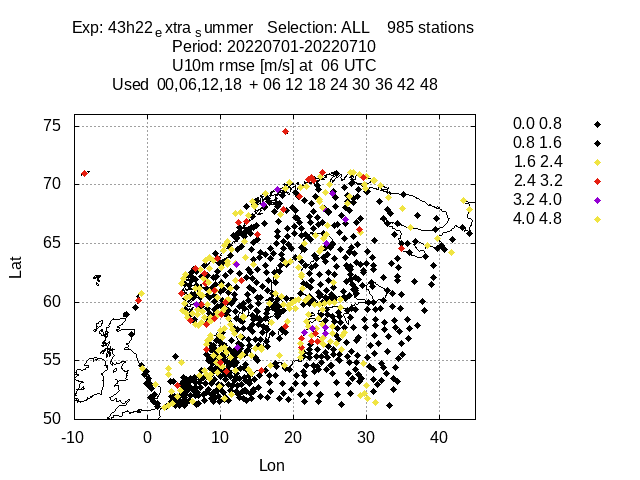 Exp: 43h22extrasummer   Selection: ALL    985 stations
Period: 20220701-20220710
U10m rmse [m/s] at  06 UTC
Used  00,06,12,18  + 06 12 18 24 30  36 42 48
0.0 0.8
0.8 1.6
1.6 2.4
2.4 3.2
3.2 4.0
4.0 4.8
75
70
65
60
55
50
Lat
-10 0 10 20 30 40
Lon